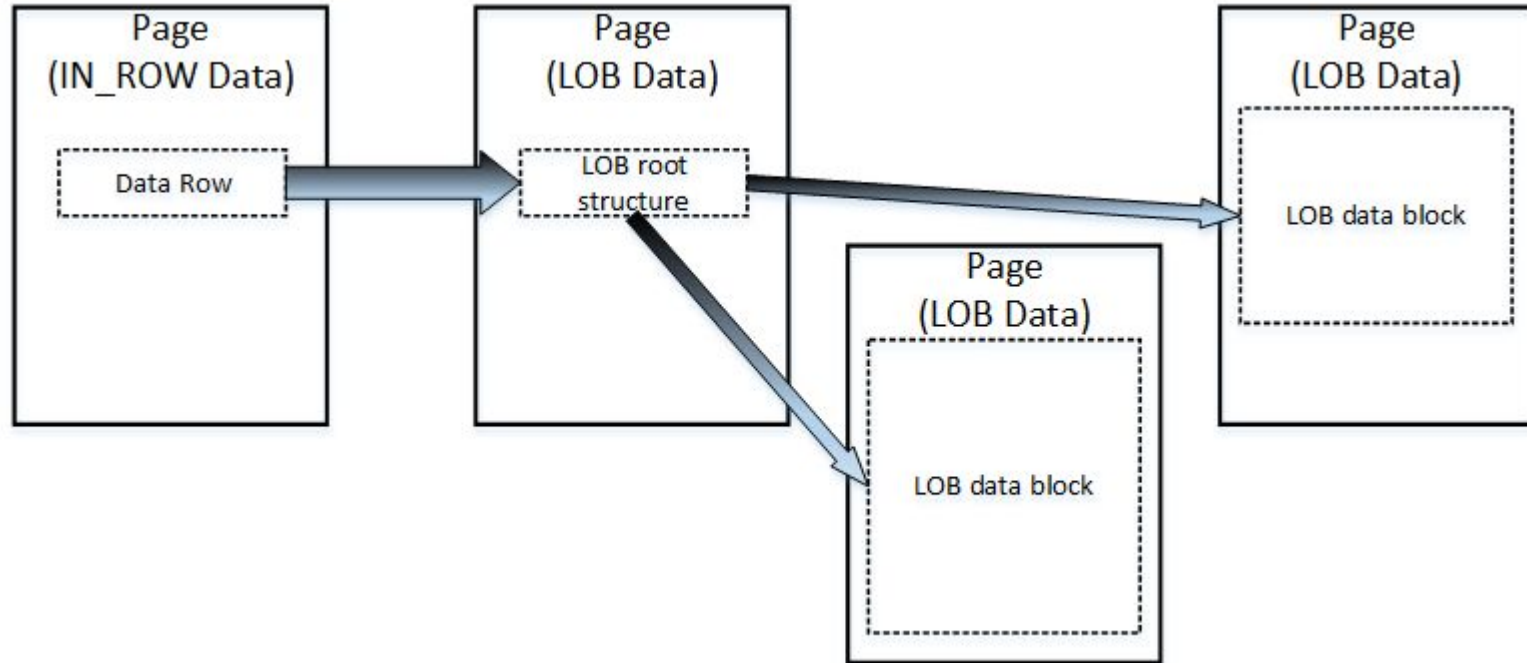 Page
(IN_ROW Data)
Data Row
Page
(LOB Data)
LOB root
structure
Page
(LOB Data)
LOB data block
Page
(LOB Data)
LOB data block